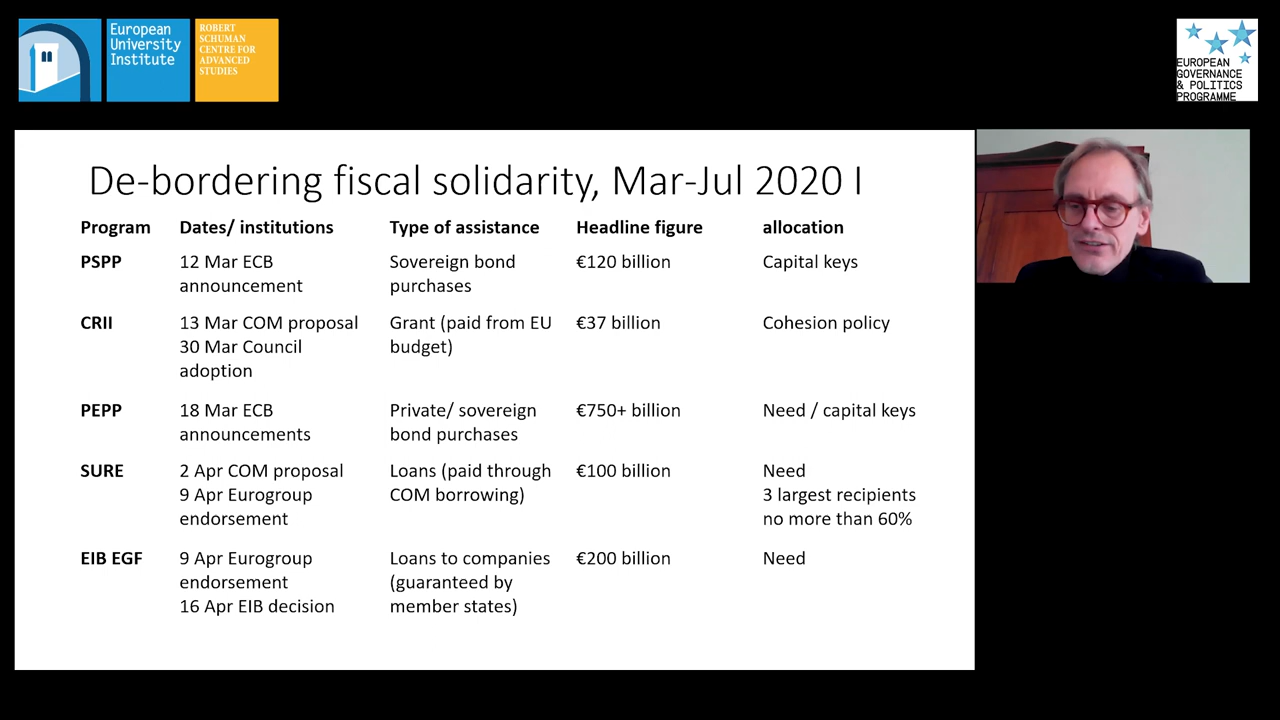 European
University
Institute
ROBERT
SCHUMAN
CENTRE FOR
ADVANCED
STUDIES
EUROPEAN
GOVERNANCE
& POLITICS
PROGRAMME
De-bordering fiscal solidarity, Mar-Jul 2020 I
Program Dates/ institutions Type of assistance Headline figure allocation
PSPP 12 Mar ECB Sovereign bond €120 billion Capital keys
announcement purchases
CRII 13 Mar COM proposal Grant (paid from EU €37 billion Cohesion policy
30 Mar Council budget)
adoption
PEPP 18 Mar ECB Private/ sovereign €750+ billion Need / capital keys
announcements bond purchases
SURE 2 Apr COM proposal Loans (paid through €100 billion Need
9 Apr Eurogroup COM borrowing) 3 largest recipients
endorsement no more than 60%
EIB EGF 9 Apr Eurogroup Loans to companies €200 billion Need
endorsement (guaranteed by
16 Apr EIB decision member states)